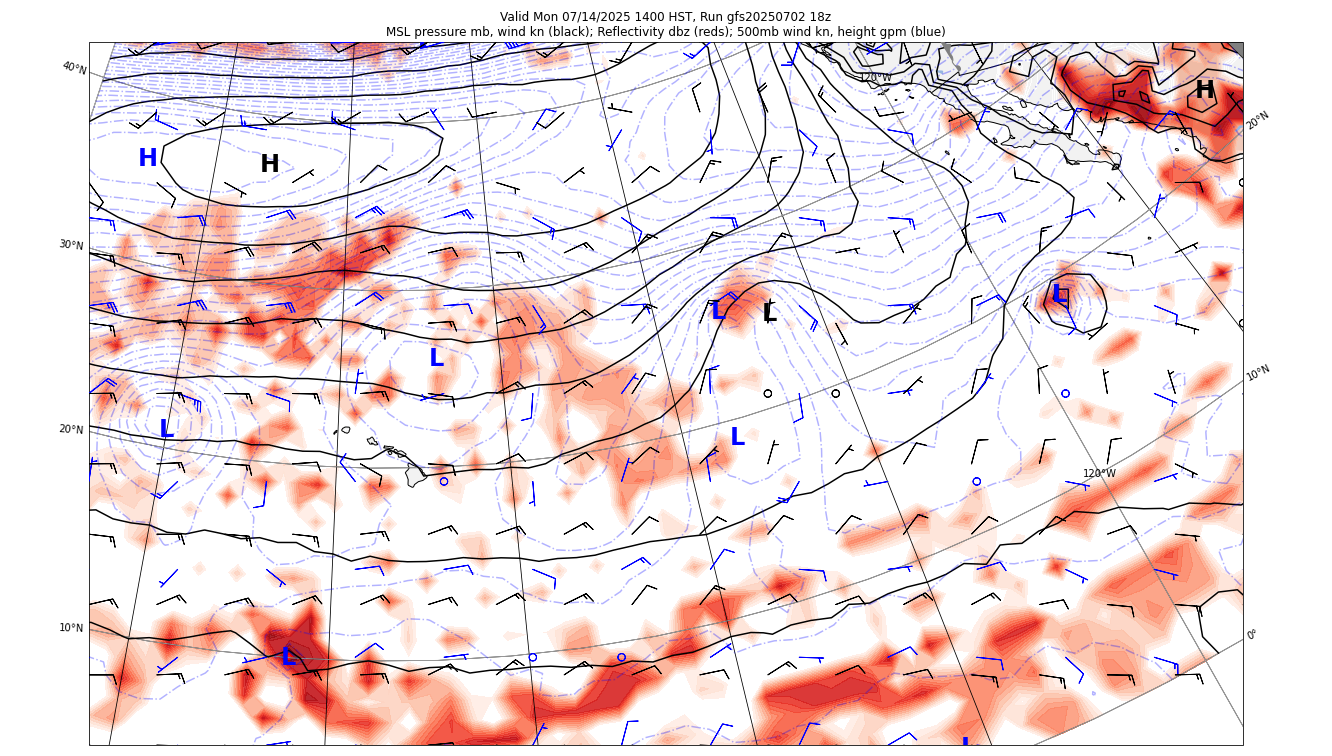 Valid Mon 07/14/2025 1400 HST, Run gfs20250702 18z
MSL pressure mb, wind kn (black); Reflectivity dbz (reds); 500mb wind kn, height gpm (blue)
40°N
120°W
H
20°N
H
H
30°N
L
L
L
L
10°N
L
L
20°N
120°W
10°N
0°
L
L